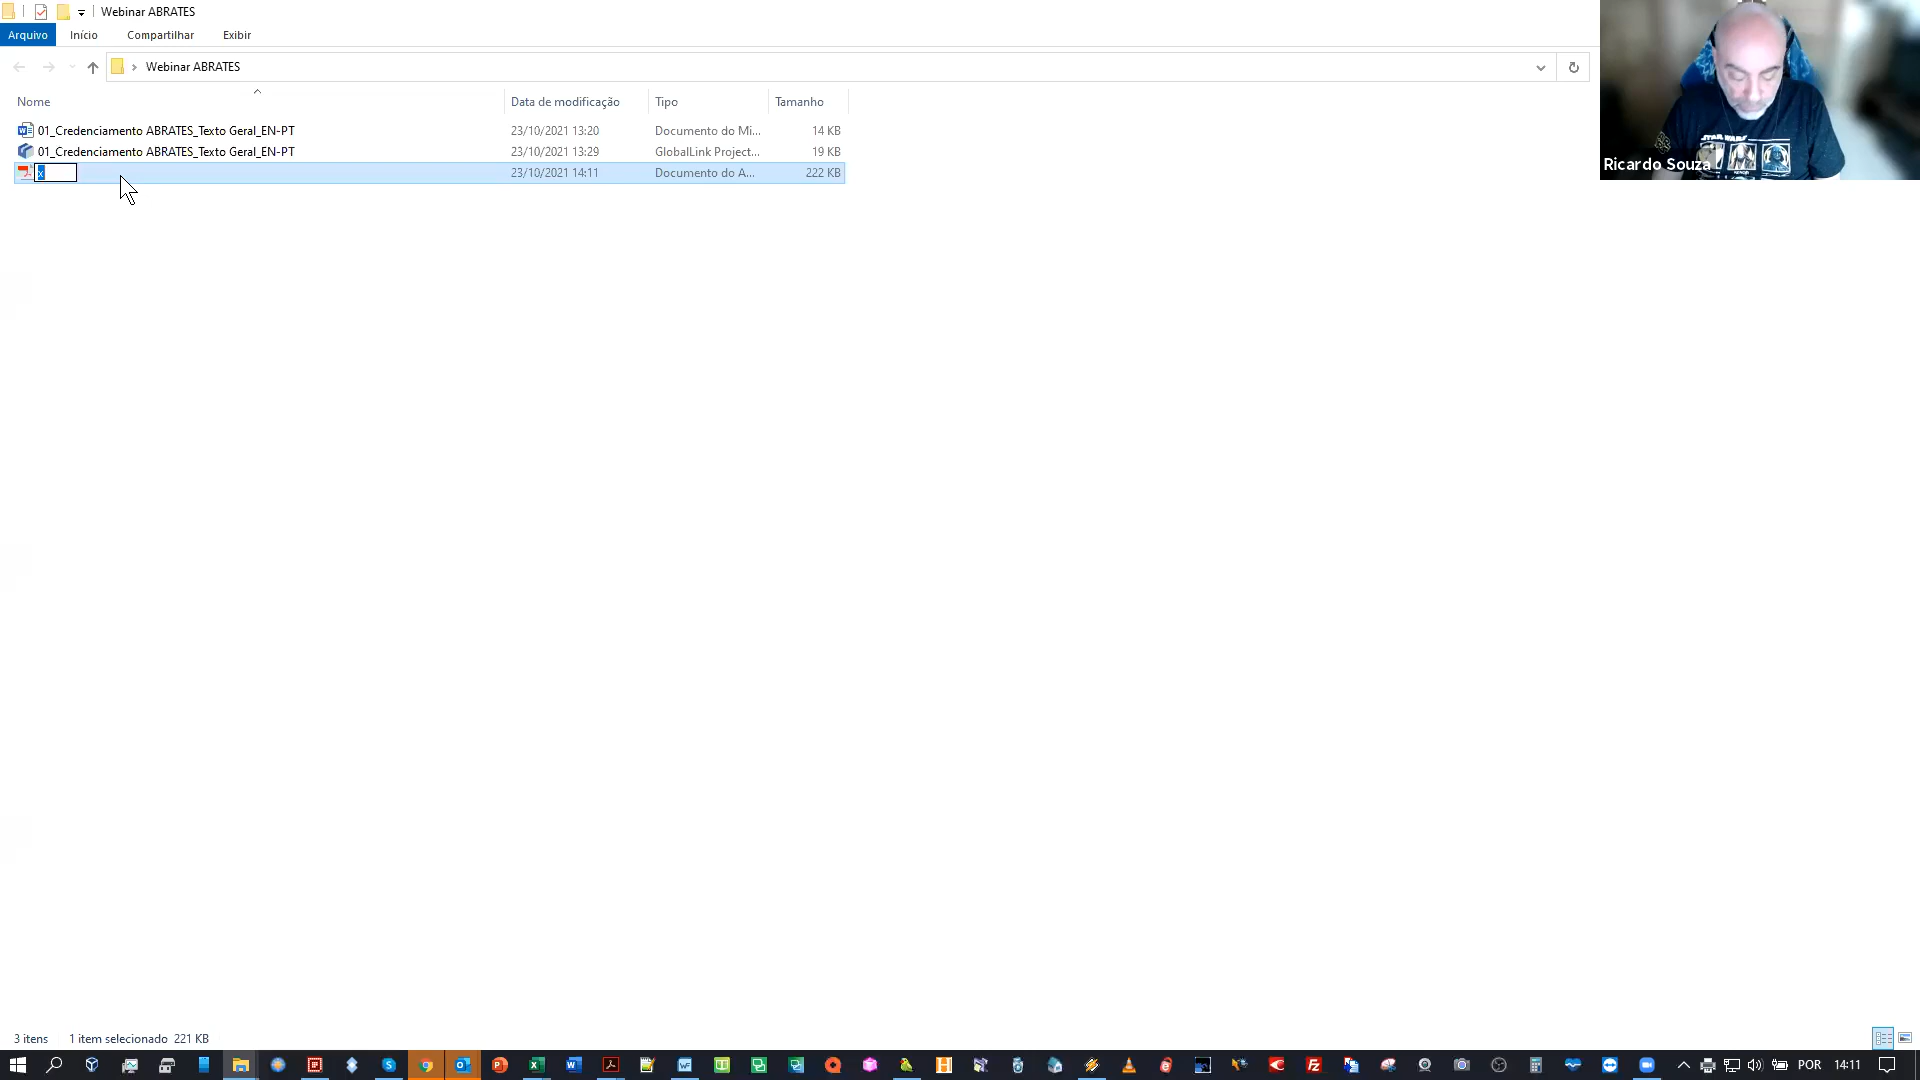 Webinar ABRATES
Arquivo Início Compartilhar Exibir
Webinar ABRATES
Nome Data de modificação Tipo Tamanho
01_Credenciamento ABRATES_Texto Geral_EN-PT 23/10/2021 13:20 Documento do Mi... 14 KB
01_Credenciamento ABRATES_Texto Geral_EN-PT 23/10/2021 13:29 GlobalLink Project... 19 KB
x 23/10/2021 14:11 Documento do A... 222 KB
STAR WARS
Ricardo Souza
3 itens 1 item selecionado 221 KB
POR 14:11